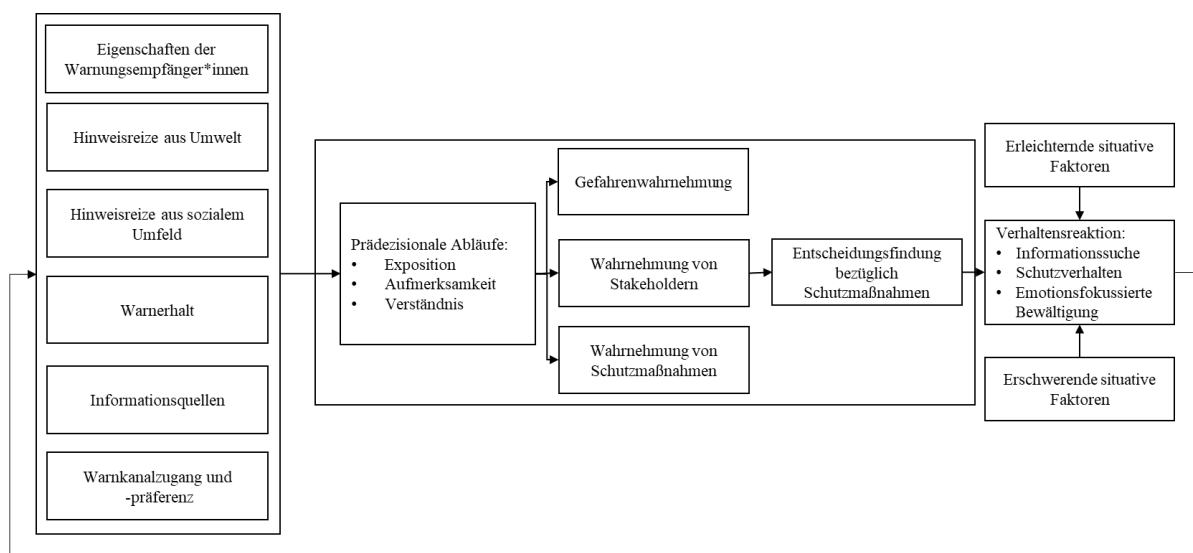 Eigenschaften der
Warnungsempfänger*innen
Hinweisreize aus Umwelt
Hinweisreize aus sozialem
Umfeld
Warnerhalt
Informationsquellen
Warnkanalzugang und
-präferenz
Prädezisionale Abläufe:
• Exposition
• Aufmerksamkeit
• Verständnis
Gefahrenwahrnehmung
Wahrnehmung von
Stakeholdern
Wahrnehmung von
Schutzmaßnahmen
Entscheidungsfindung
bezüglich
Schutzmaßnahmen
Erleichternde situative
Faktoren
Verhaltensreaktion:
• Informationssuche
• Schutzverhalten
• Emotionsfokussierte
Bewältigung
Erschwerende situative
Faktoren